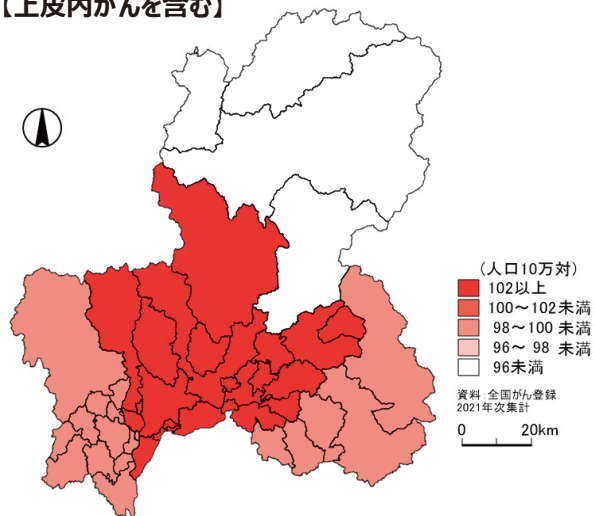 【上皮内がんを含む】
(人口10万対)
102以上
100～102未満
98～100 未満
96～ 98 未満
96未満
資料:全国がん登録
2021年次集計
0 20km